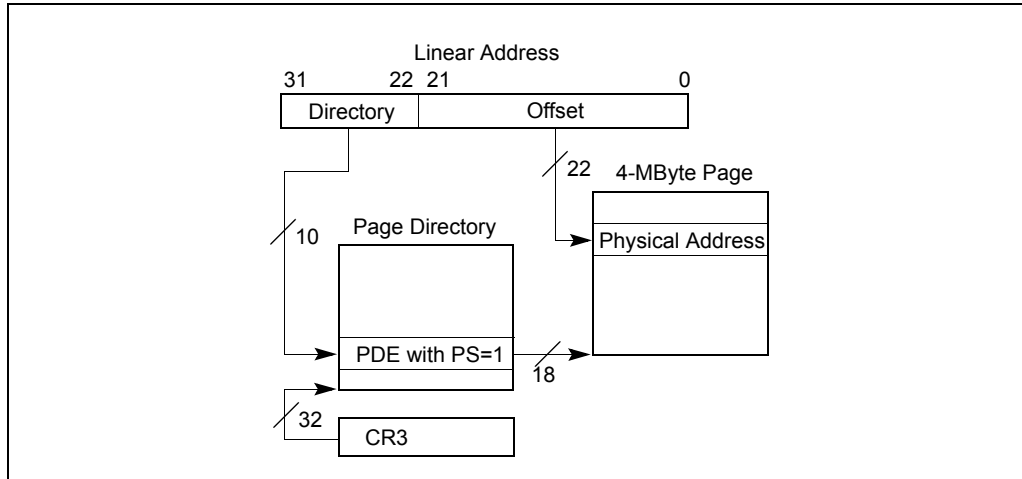 Linear Address
31 22 21 0
Directory Offset
22 4-MByte Page
10 Page Directory Physical Address
PDE with PS=1
18
32
CR3